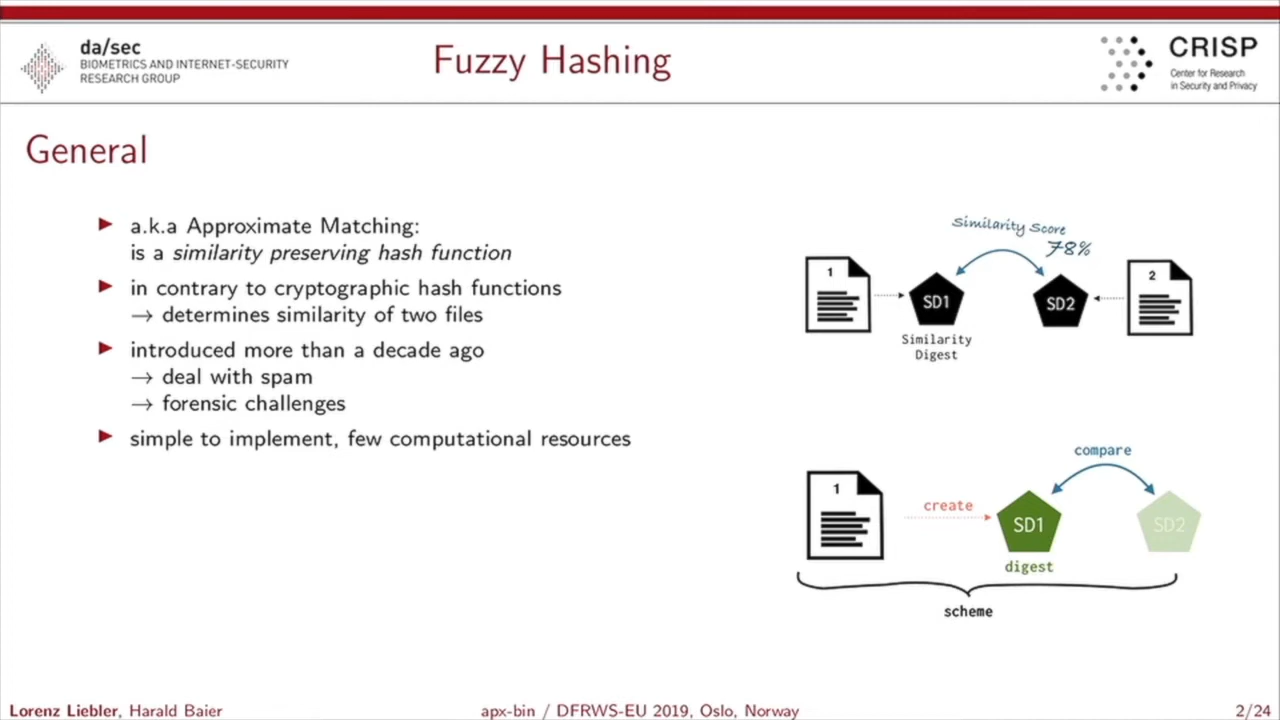 da/sec
BIOMETRICS AND INTERNET-SECURITY
RESEARCH GROUP
Fuzzy Hashing
CRISP
Center for Research
in Security and Privacy
General
▶ a.k.a Approximate Matching:
is a similarity preserving hash function
▶ in contrary to cryptographic hash functions
→ determines similarity of two files
▶ introduced more than a decade ago
→ deal with spam
→ forensic challenges
▶ simple to implement, few computational resources
Similarity Score
78%
1
SD1
SD2
2
Similarity
Digest
compare
1
create
SD1
SD2
digest
scheme
Lorenz Liebler, Harald Baier
apx-bin / DFRWS-EU 2019, Oslo, Norway
2/24